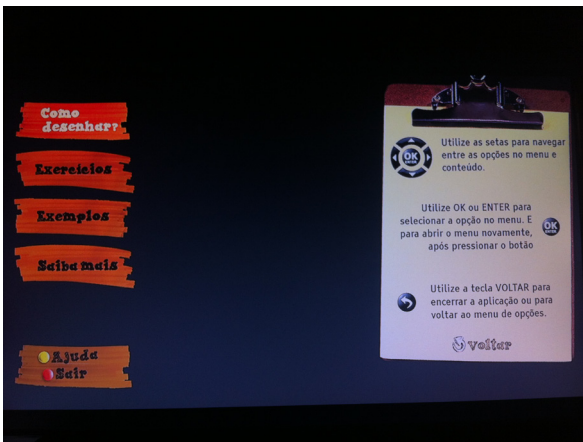 Como
desenhar?
Exercícios
Exemplos
Saiba mais
Ajuda
Sair
OK
ENTER
Utilize as setas para navegar
entre as opções no menu e
conteúdo.
Utilize OK ou ENTER para
selecionar a opção no menu. E
para abrir o menu novamente,
após pressionar o botão
OK
ENTER
Utilize a tecla VOLTAR para
encerrar a aplicação ou para
voltar ao menu de opções.
voltar